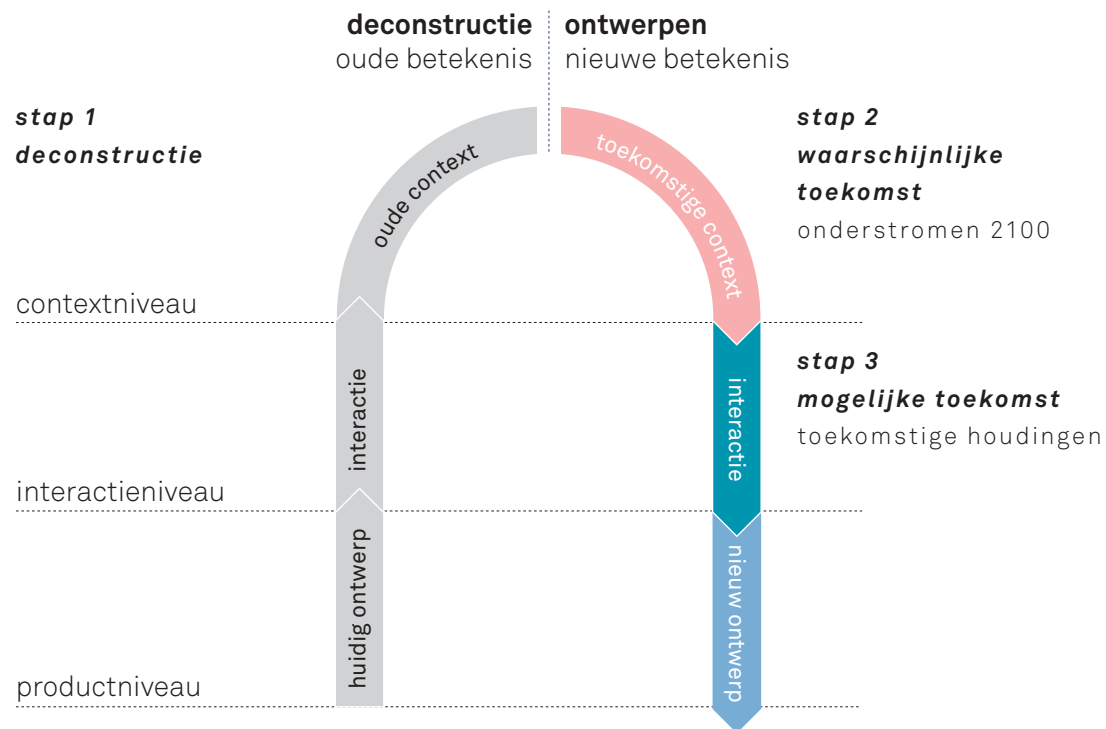 deconstructie
oude betekenis
ontwerpen
nieuwe betekenis
stap 1
deconstructie
stap 2
waarschijnlijke
toekomst
onderstromen 2100
oude context
toekomstige context
contextniveau
stap 3
mogelijke toekomst
toekomstige houdingen
interactie
interactie
interactieniveau
huidig ontwerp
nieuw ontwerp
productniveau